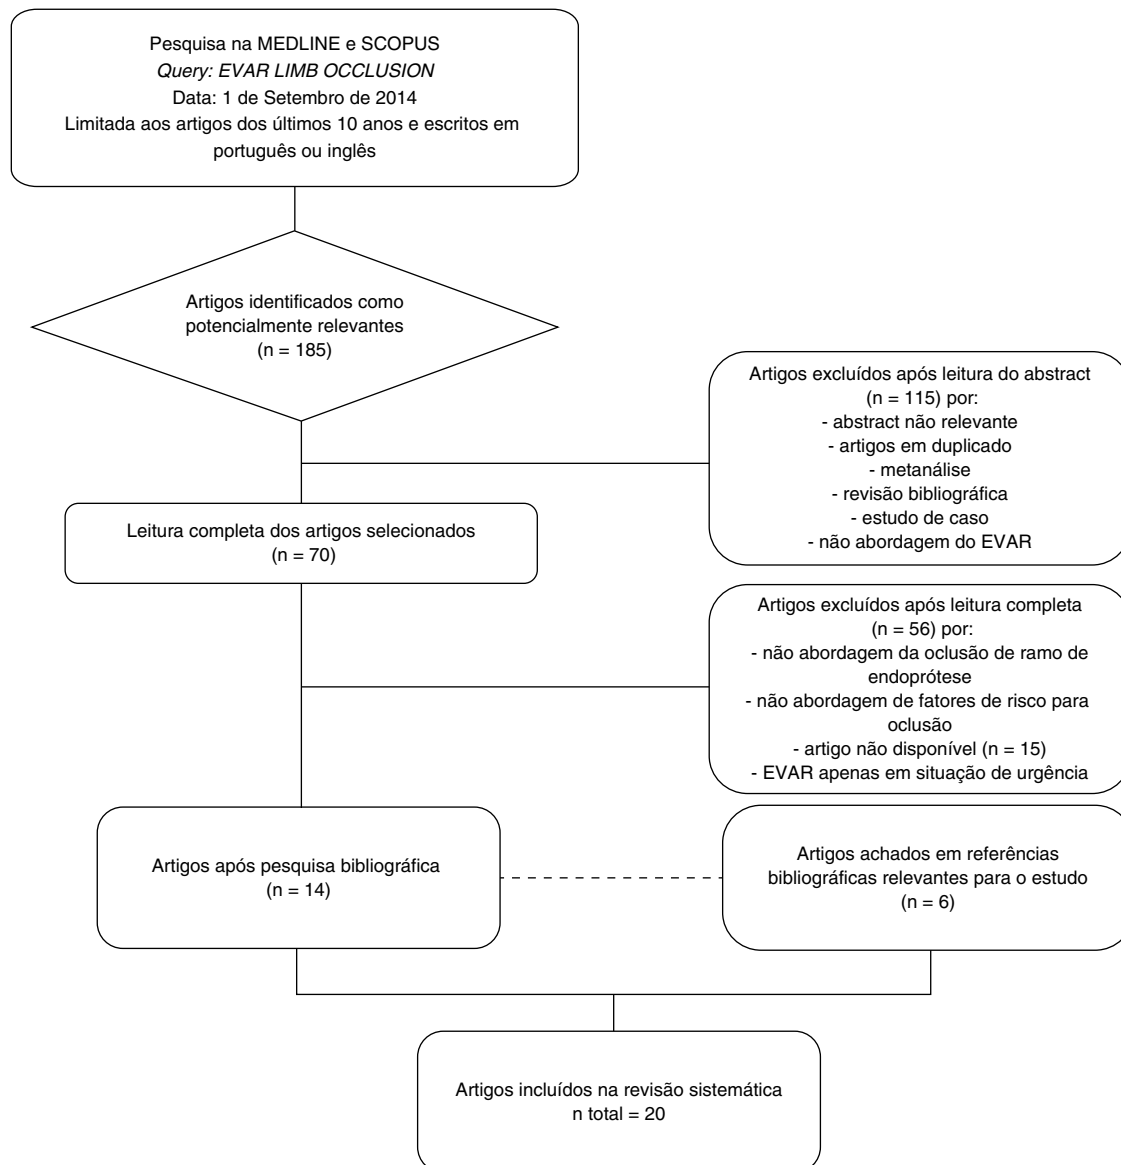 Pesquisa na MEDLINE e SCOPUS
Query: EVAR LIMB OCCLUSION
Data: 1 de Setembro de 2014
Limitada aos artigos dos últimos 10 anos e escritos em
português ou inglês
Artigos identificados como
potencialmente relevantes
(n = 185)
Artigos excluídos após leitura do abstract
(n = 115) por:
- abstract não relevante
- artigos em duplicado
- metanálise
- revisão bibliográfica
- estudo de caso
- não abordagem do EVAR
Leitura completa dos artigos selecionados
(n = 70)
Artigos excluídos após leitura completa
(n = 56) por:
- não abordagem da oclusão de ramo de
endoprótese
- não abordagem de fatores de risco para
oclusão
- artigo não disponível (n = 15)
- EVAR apenas em situação de urgência
Artigos após pesquisa bibliográfica
(n = 14)
Artigos achados em referências
bibliográficas relevantes para o estudo
(n = 6)
Artigos incluídos na revisão sistemática
n total = 20